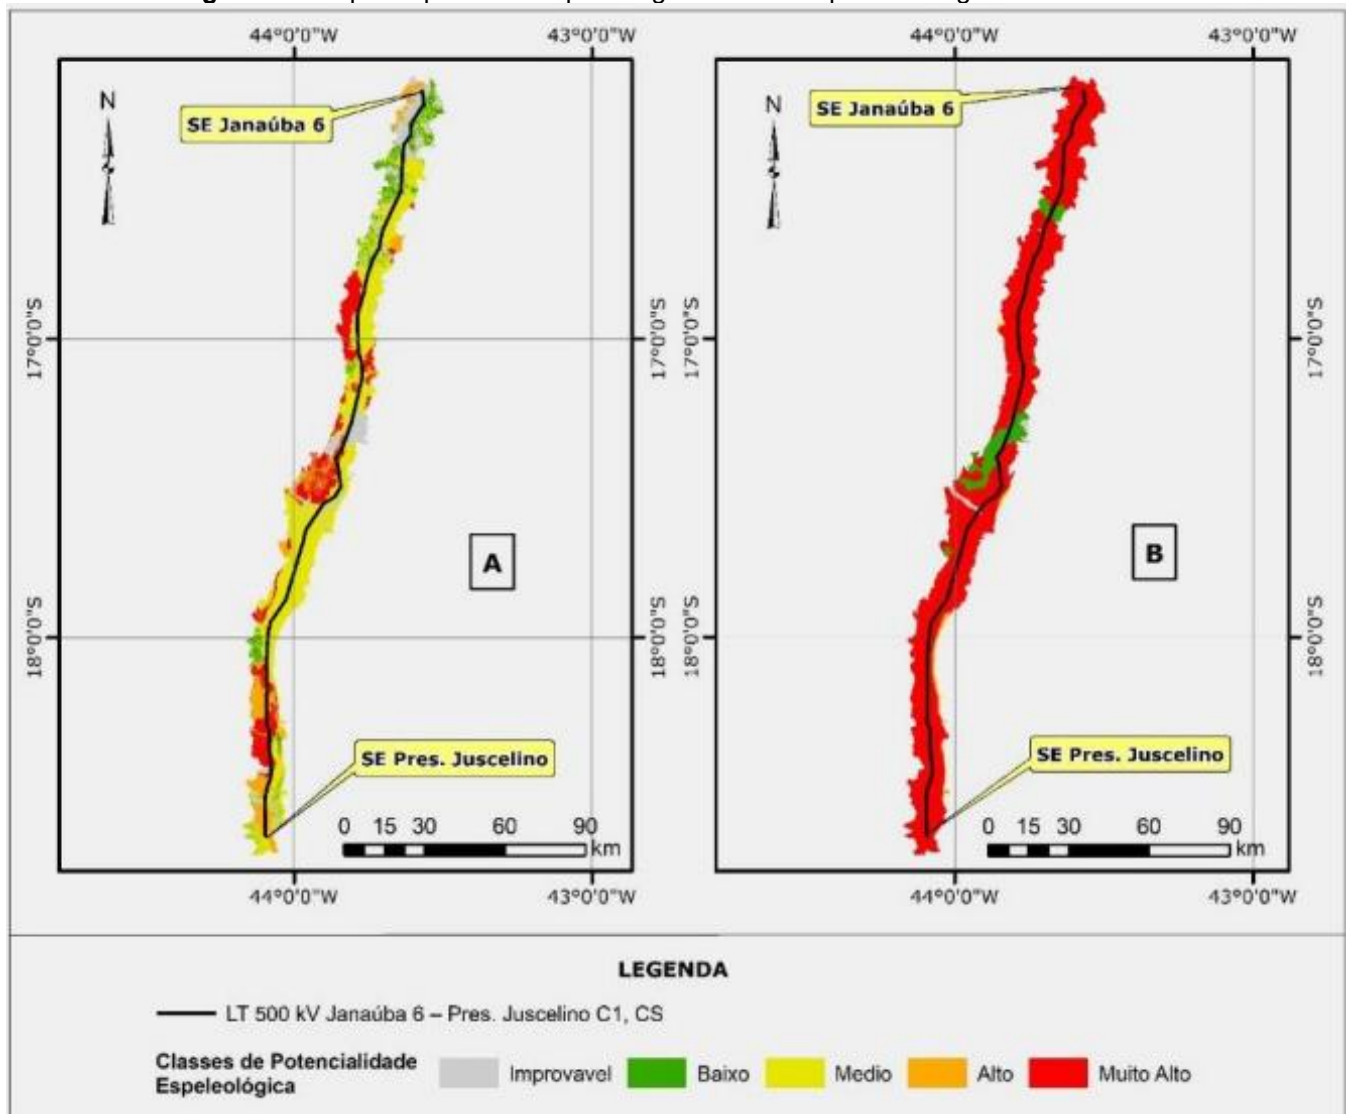 44°0'0"W 43°0'0"W 44°0'0"W 43°0'0"W
N
SE Janaúba 6
N
SE Janaúba 6
17°0'0"S 17°0'0"S 17°0'0"S 17°0'0"S
A
B
18°0'0"S 18°0'0"S 18°0'0"S 18°0'0"S
SE Pres. Juscelino
SE Pres. Juscelino
0 15 30 60 90
km
0 15 30 60 90
km
44°0'0"W 43°0'0"W 44°0'0"W 43°0'0"W
LEGENDA
LT 500 kV Janaúba 6 – Pres. Juscelino C1, CS
Classes de Potencialidade
Espeleológica
Improvavel Baixo Medio Alto Muito Alto